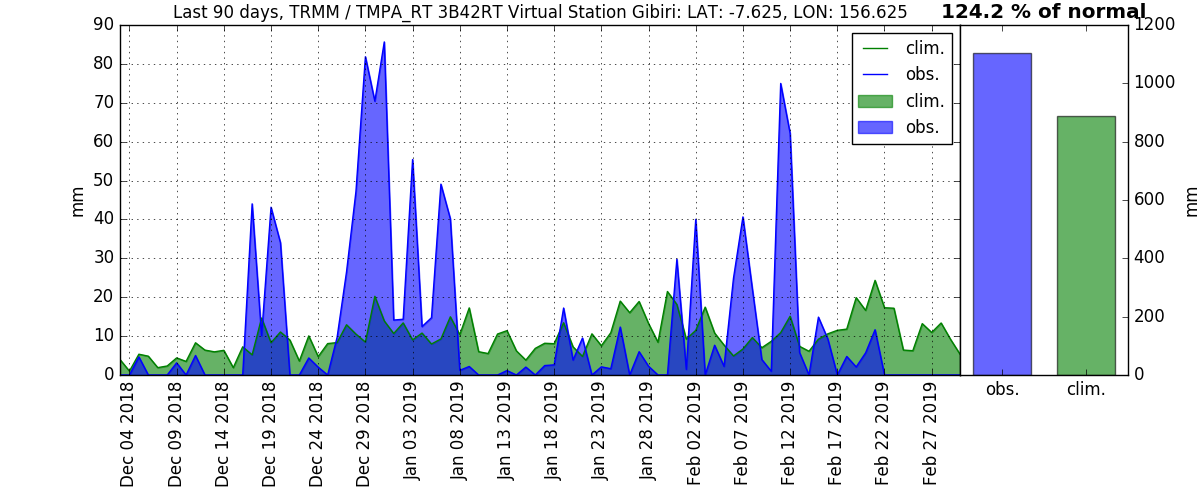 Last 90 days, TRMM / TMPA_RT 3B42RT Virtual Station Gibiri: LAT: -7.625, LON: 156.625
124.2 % of normal
90
80
70
60
50
40
30
20
10
0
mm
clim.
obs.
clim.
obs.
Dec 04 2018
Dec 09 2018
Dec 14 2018
Dec 19 2018
Dec 24 2018
Dec 29 2018
Jan 03 2019
Jan 08 2019
Jan 13 2019
Jan 18 2019
Jan 23 2019
Jan 28 2019
Feb 02 2019
Feb 07 2019
Feb 12 2019
Feb 17 2019
Feb 22 2019
Feb 27 2019
1200
1000
800
600
400
200
0
mm
obs.
clim.